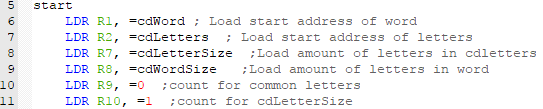 5 start
6 LDR R1, =cdWord ; Load start address of word
7 LDR R2, =cdLetters ; Load start address of letters
8 LDR R7, =cdLetterSize ;Load amount of letters in cdletters
9 LDR R8, =cdWordSize ;Load amount of letters in word
10 LDR R9, =0 ;count for common letters
11 LDR R10, =1 ;count for cdLetterSize